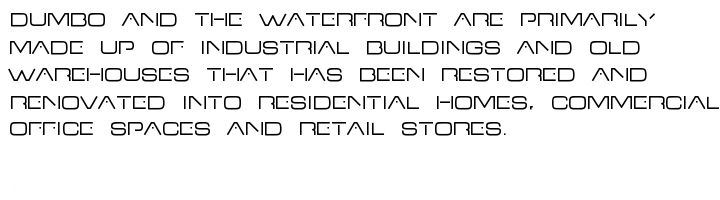 DUMBO AND THE WATERFRONT ARE PRIMARILY
MADE UP OF INDUSTRIAL BUILDINGS AND OLD
WAREHOUSES THAT HAS BEEN RESTORED AND
RENOVATED INTO RESIDENTIAL HOMES, COMMERCIAL
OFFICE SPACES AND RETAIL STORES.